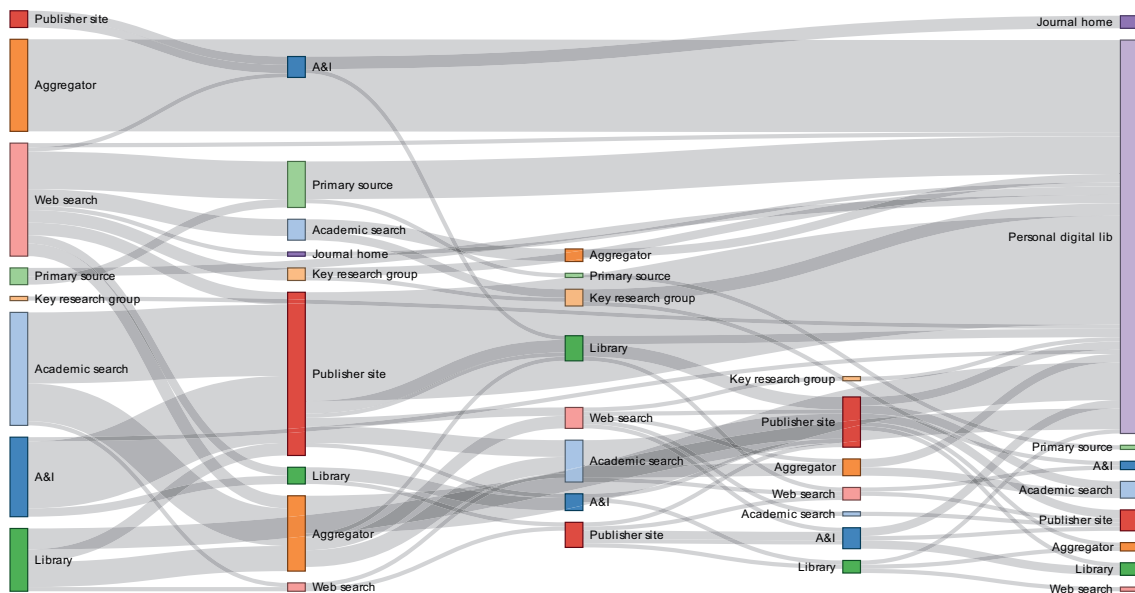 Publisher site
Aggregator
Web search
Primary source
Key research group
Academic search
A&I
Library
A&I
Primary source
Academic search
Journal home
Key research group
Publisher site
Library
Aggregator
Web search
Aggregator
Primary source
Key research group
Library
Web search
Academic search
A&I
Publisher site
Key research group
Publisher site
Aggregator
Web search
Academic search
A&I
Library
Journal home
Personal digital lib
Primary source
A&I
Academic search
Publisher site
Aggregator
Library
Web search